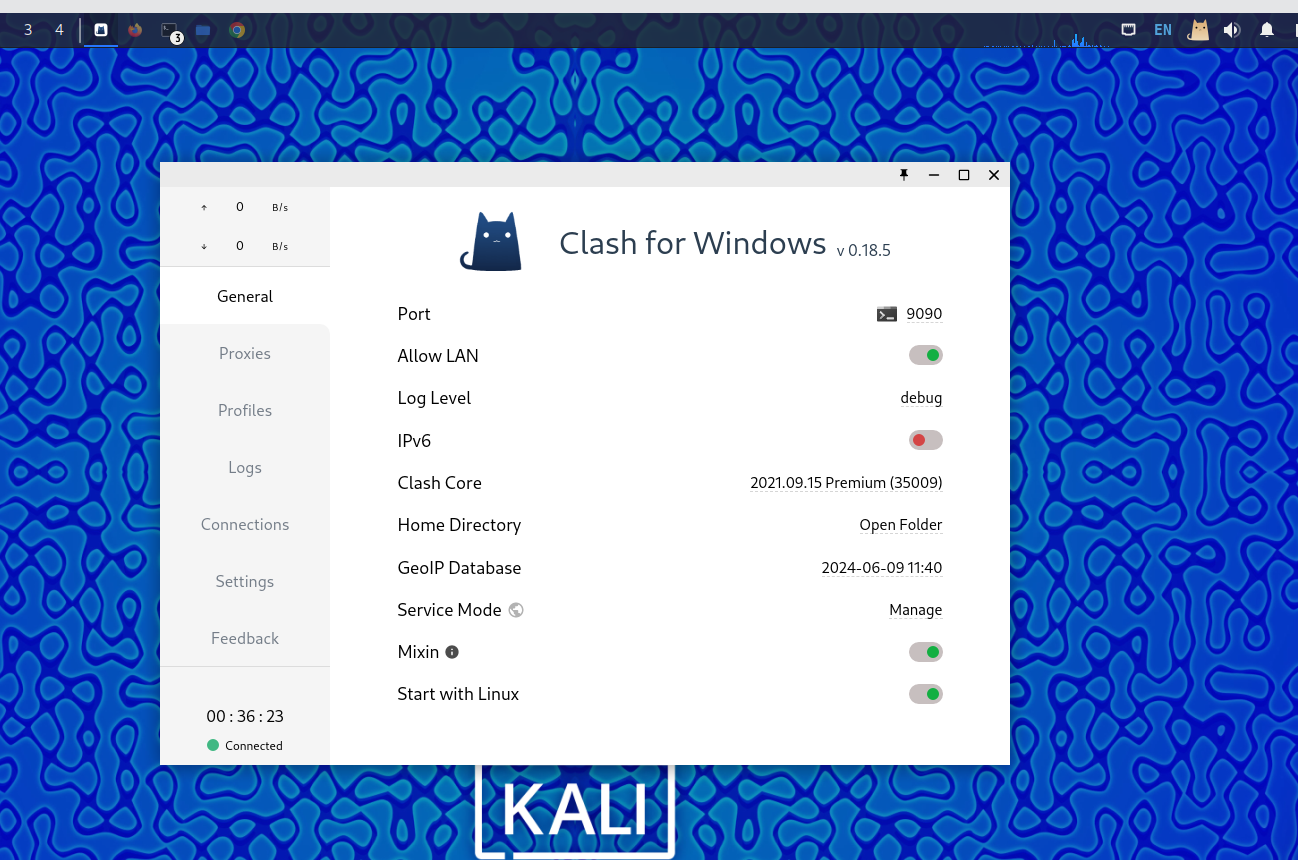 3 4 3 EN
↑ 0 B/s
↓ 0 B/s
General
Proxies
Profiles
Logs
Connections
Settings
Feedback
00 : 36 : 23
Connected
Clash for Windows v 0.18.5
Port 9090
Allow LAN
Log Level debug
IPv6
Clash Core 2021.09.15 Premium (35009)
Home Directory Open Folder
GeoIP Database 2024-06-09 11:40
Service Mode Manage
Mixin
Start with Linux
KALI